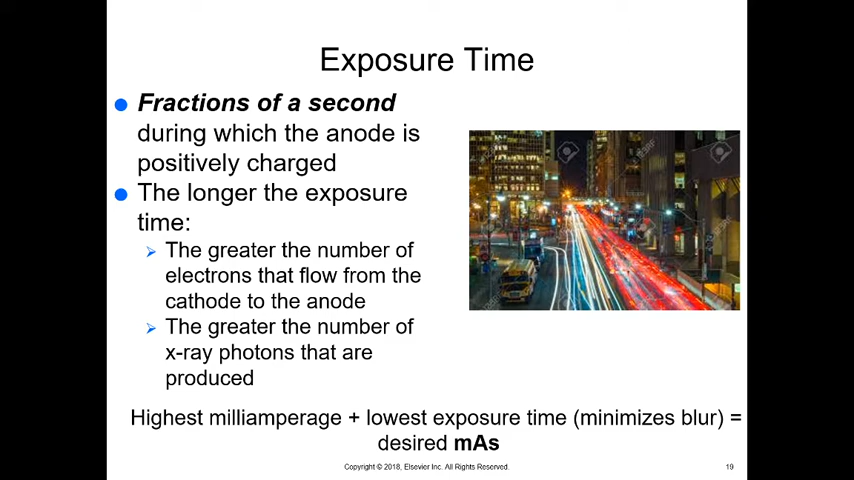 Exposure Time
Fractions of a second
during which the anode is
positively charged
The longer the exposure
time:
The greater the number of
electrons that flow from the
cathode to the anode
The greater the number of
x-ray photons that are
produced
Highest milliamperage + lowest exposure time (minimizes blur) =
desired mAs
Copyright © 2018, Elsevier Inc. All Rights Reserved.
19